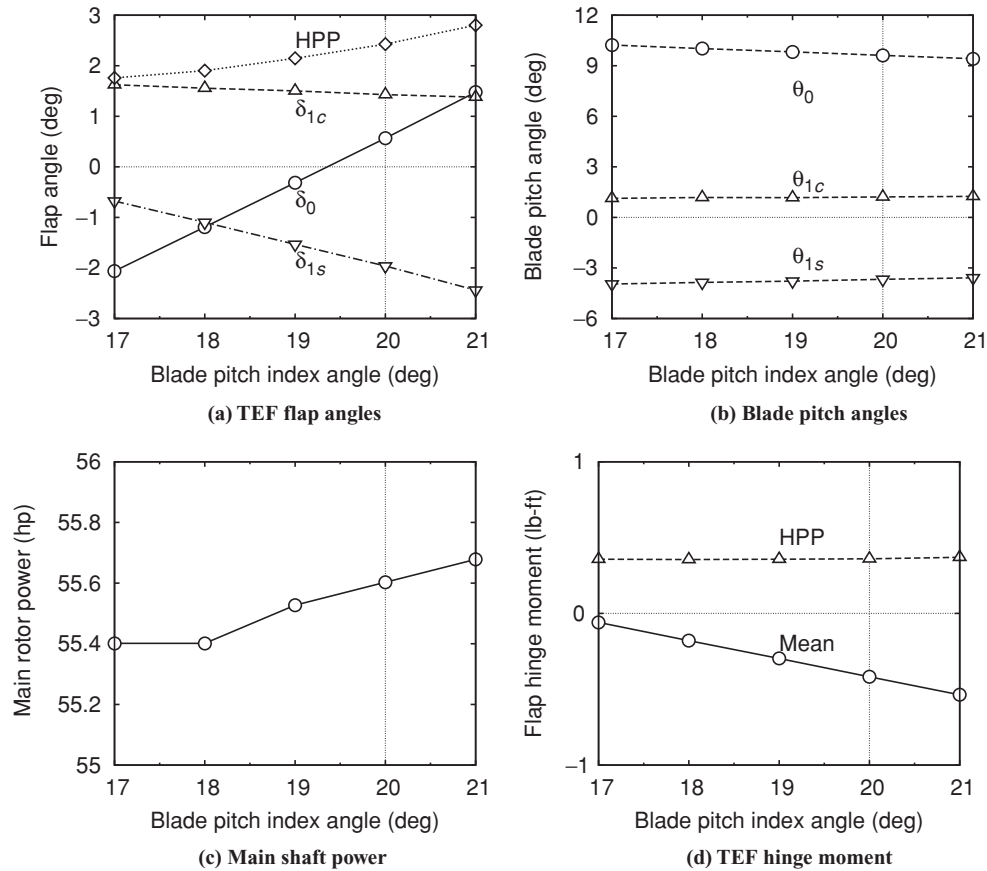 3
2
1
0
−1
−2
−3
Flap angle (deg)
HPP
δ1c
δ0
δ1s
17 18 19 20 21
Blade pitch index angle (deg)
(a) TEF flap angles
12
9
6
3
0
−3
−6
Blade pitch angle (deg)
θ0
θ1c
θ1s
17 18 19 20 21
Blade pitch index angle (deg)
(b) Blade pitch angles
56
55.8
55.6
55.4
55.2
55
Main rotor power (hp)
17 18 19 20 21
Blade pitch index angle (deg)
(c) Main shaft power
1
0
−1
Flap hinge moment (lb-ft)
HPP
Mean
17 18 19 20 21
Blade pitch index angle (deg)
(d) TEF hinge moment